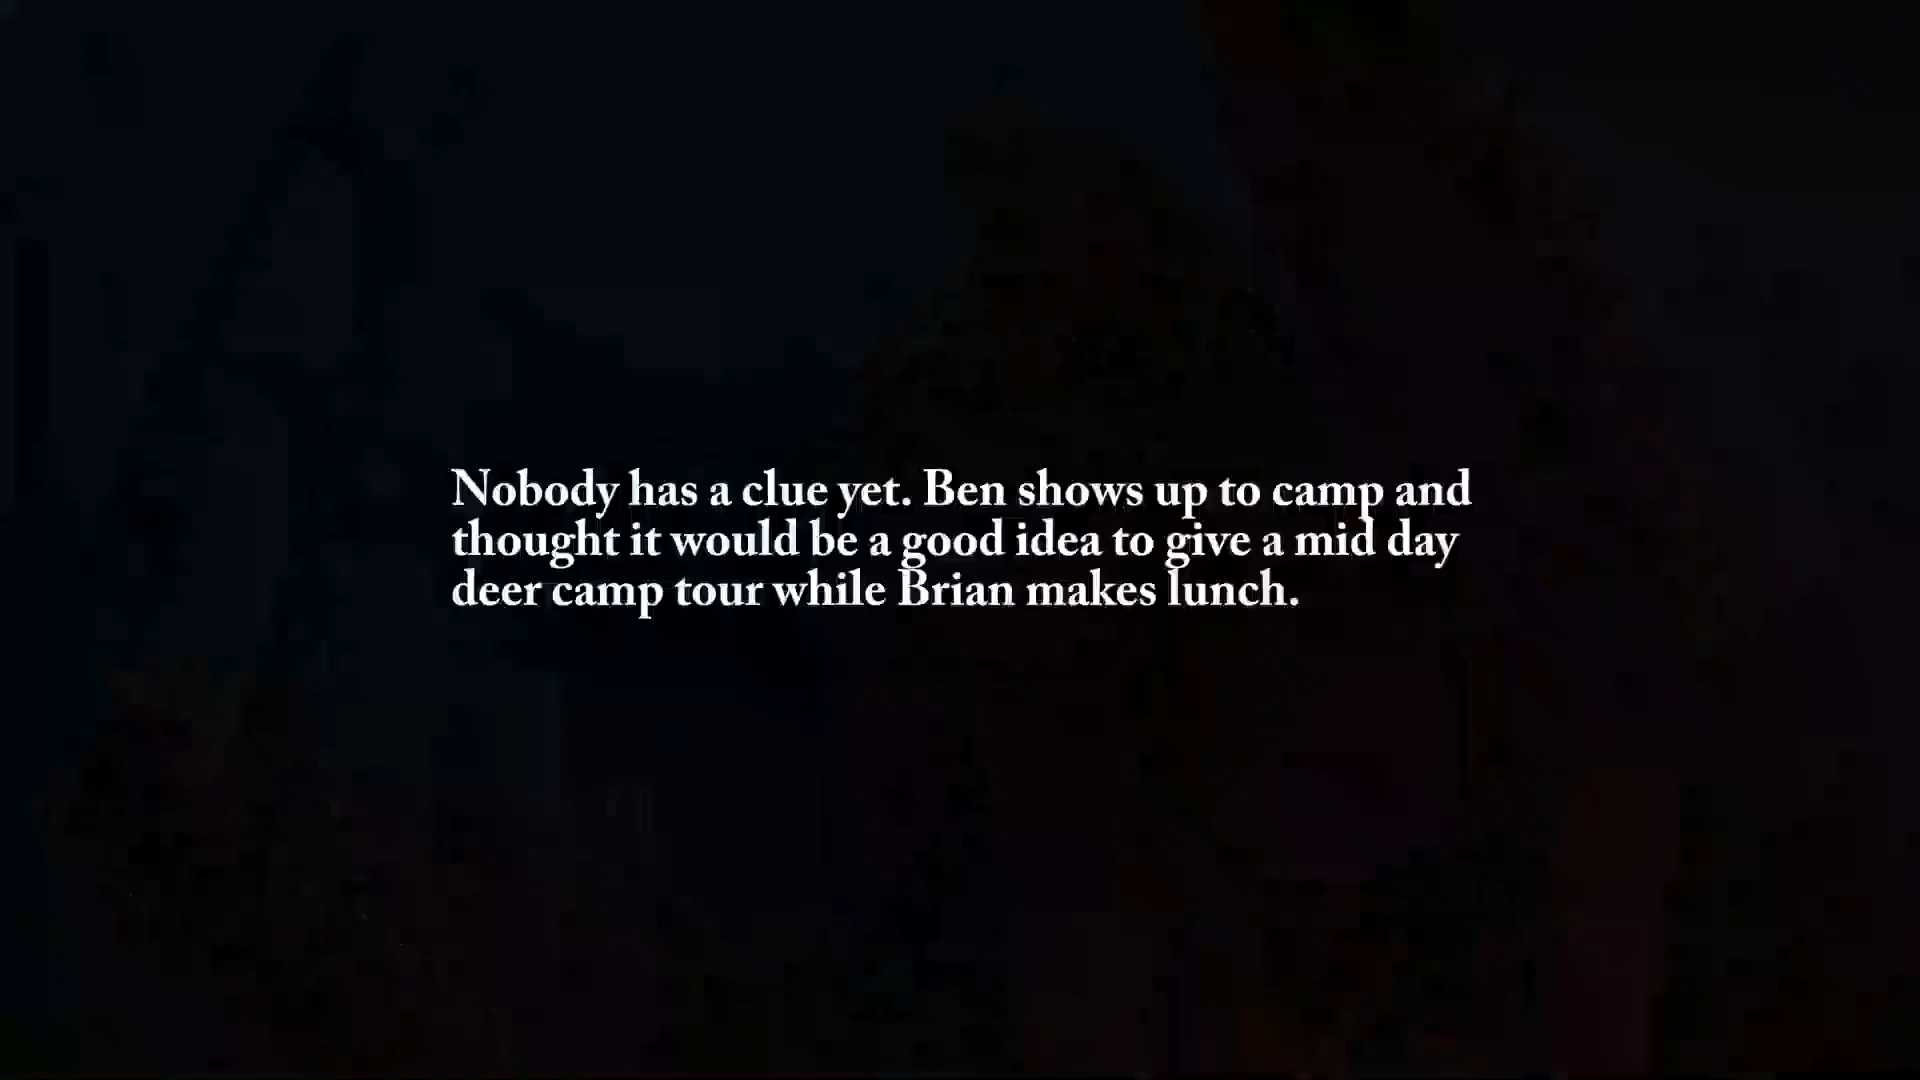 Nobody has a clue yet. Ben shows up to camp and
thought it would be a good idea to give a mid day
deer camp tour while Brian makes lunch.